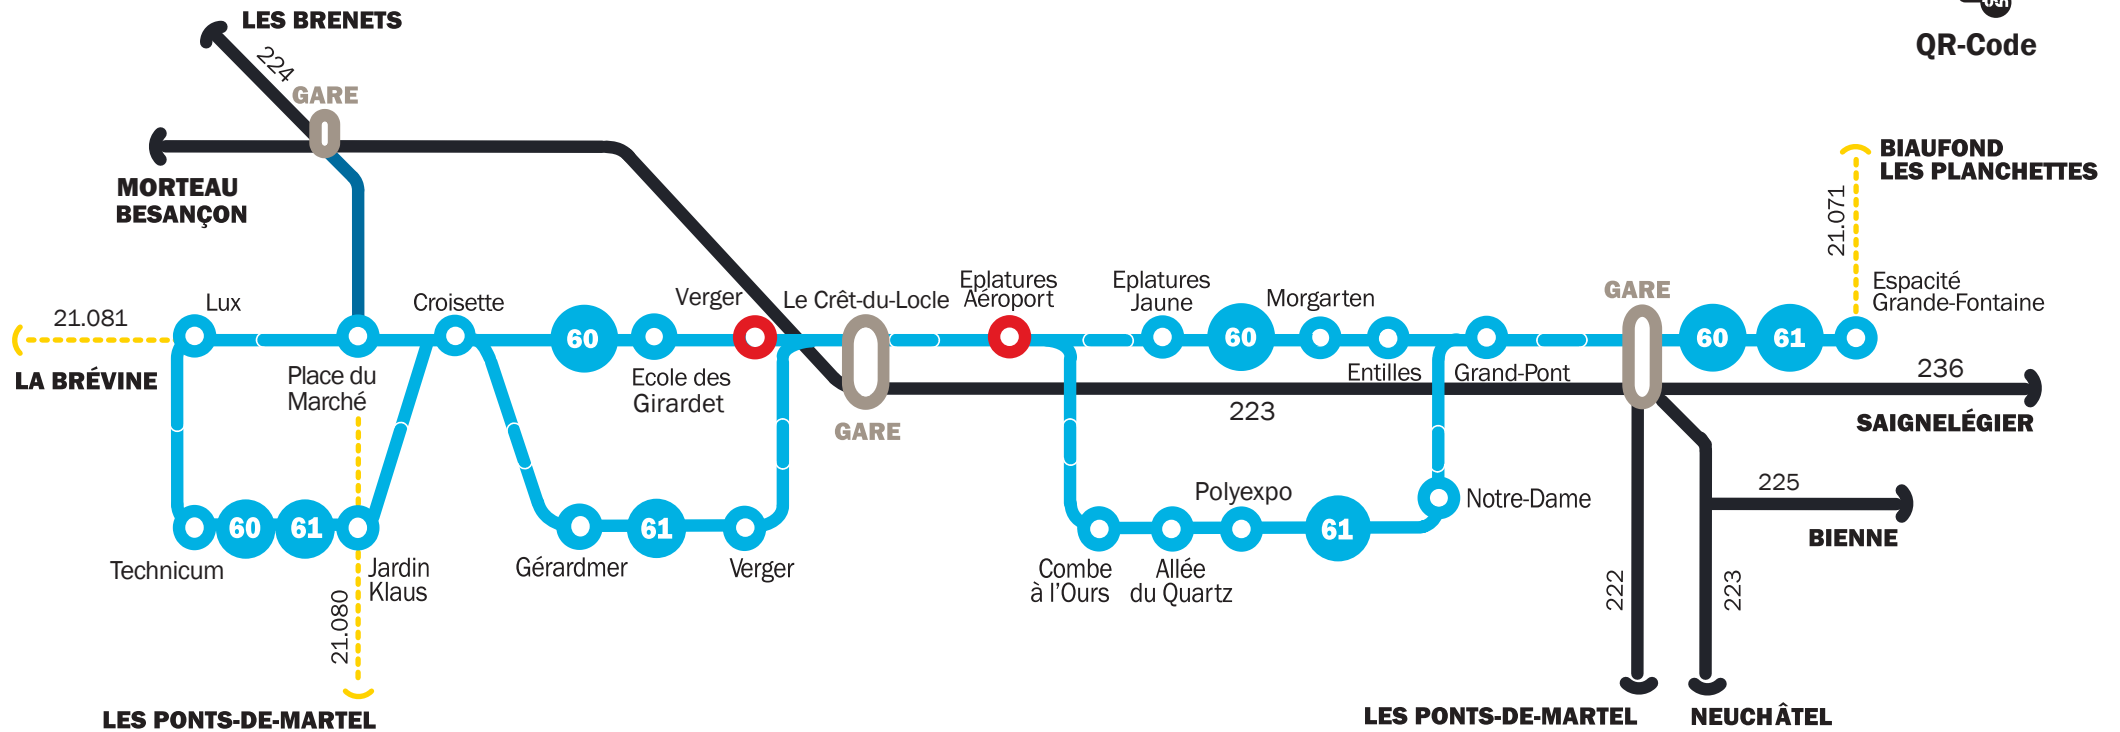 LES BRENETS
224
GARE
QR-Code
MORTEAU
BESANÇON
BIAUFOND
LES PLANCHETTES
21.071
21.081
LA BRÉVINE
Lux
Place du
Marché
Croisette
60
Ecole des
Girardet
Verger
Le Crêt-du-Locle
GARE
Eplatures
Aéroport
Eplatures
Jaune
60
Morgarten
Entilles
Grand-Pont
GARE
60
61
Espacité
Grande-Fontaine
223
236
SAIGNELÉGIER
Technicum
60
61
Jardin
Klaus
21.080
LES PONTS-DE-MARTEL
Gérardmer
61
Verger
Combe
à l'Ours
Allée
du Quartz
Polyexpo
61
Notre-Dame
225
BIENNE
222
223
LES PONTS-DE-MARTEL
NEUCHÂTEL